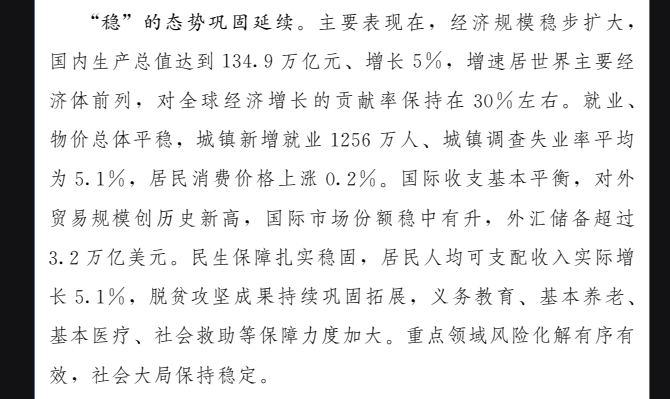 “稳”的态势巩固延续。主要表现在，经济规模稳步扩大，
国内生产总值达到 134.9 万亿元、增长 5%，增速居世界主要经
济体前列，对全球经济增长的贡献率保持在 30%左右。就业、
物价总体平稳，城镇新增就业 1256 万人、城镇调查失业率平均
为 5.1%，居民消费价格上涨 0.2%。国际收支基本平衡，对外
贸易规模创历史新高，国际市场份额稳中有升，外汇储备超过
3.2 万亿美元。民生保障扎实稳固，居民人均可支配收入实际增
长 5.1%，脱贫攻坚成果持续巩固拓展，义务教育、基本养老、
基本医疗、社会救助等保障力度加大。重点领域风险化解有序有
效，社会大局保持稳定。